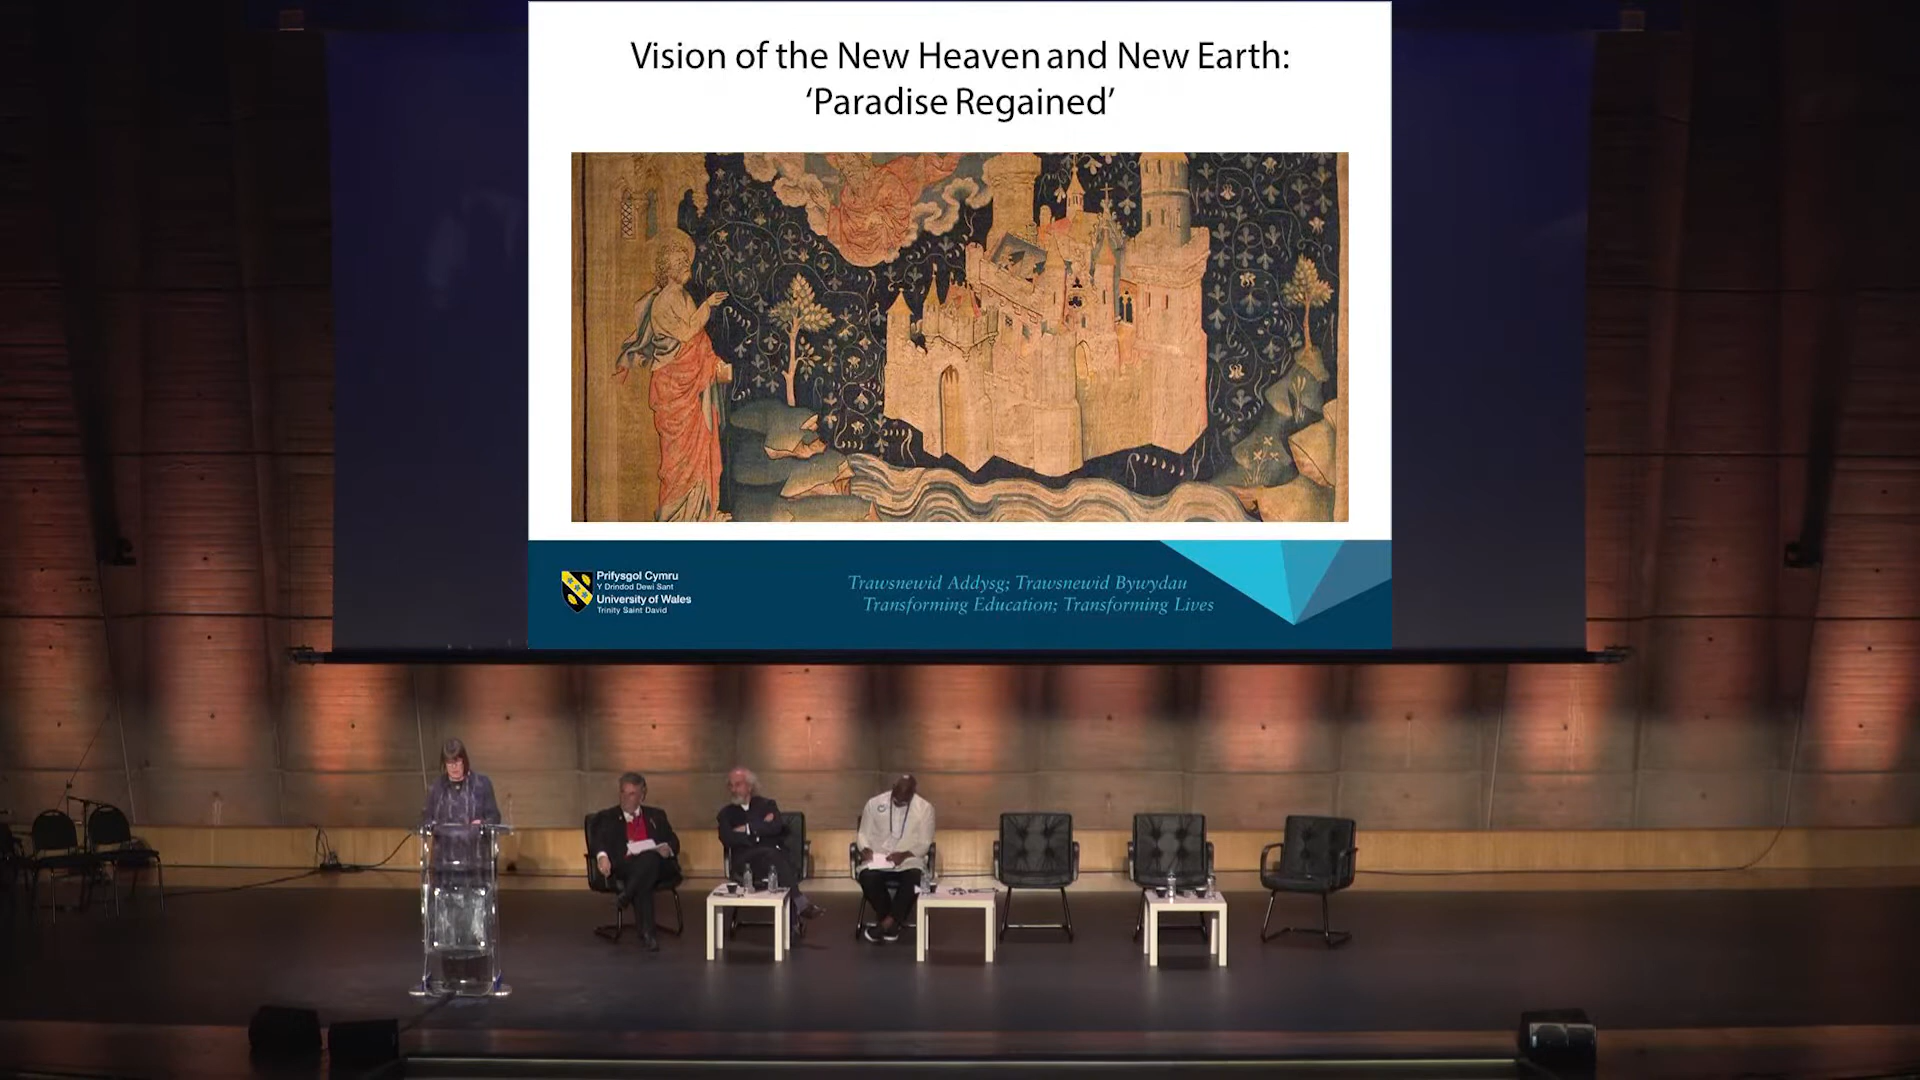 Vision of the New Heaven and New Earth:
‘Paradise Regained’
Prifysgol Cymru
Y Drindod Dewi Sant
University of Wales
Trinity Saint David
Trawsnewid Addysg; Trawsnewid Bywydau
Transforming Education; Transforming Lives